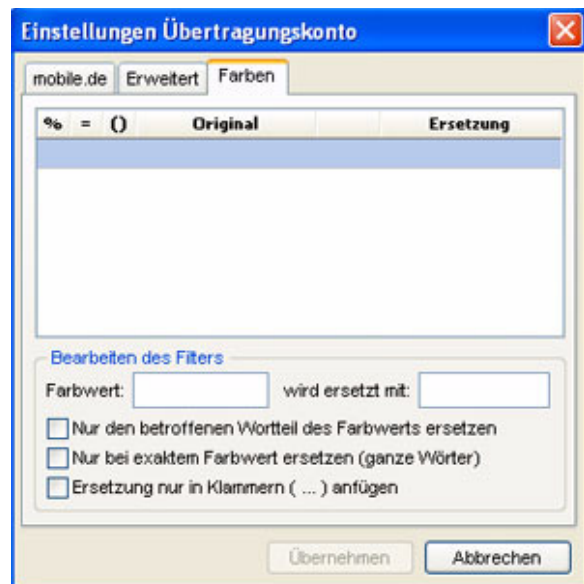 Einstellungen Übertragungskonto
mobile.de Erweitert Farben
% = () Original Ersetzung
Bearbeiten des Filters
Farbwert: wird ersetzt mit:
Nur den betroffenen Wortteil des Farbwerts ersetzen
Nur bei exaktem Farbwert ersetzen (ganze Wörter)
Ersetzung nur in Klammern ( ... ) anfügen
Übernehmen Abbrechen